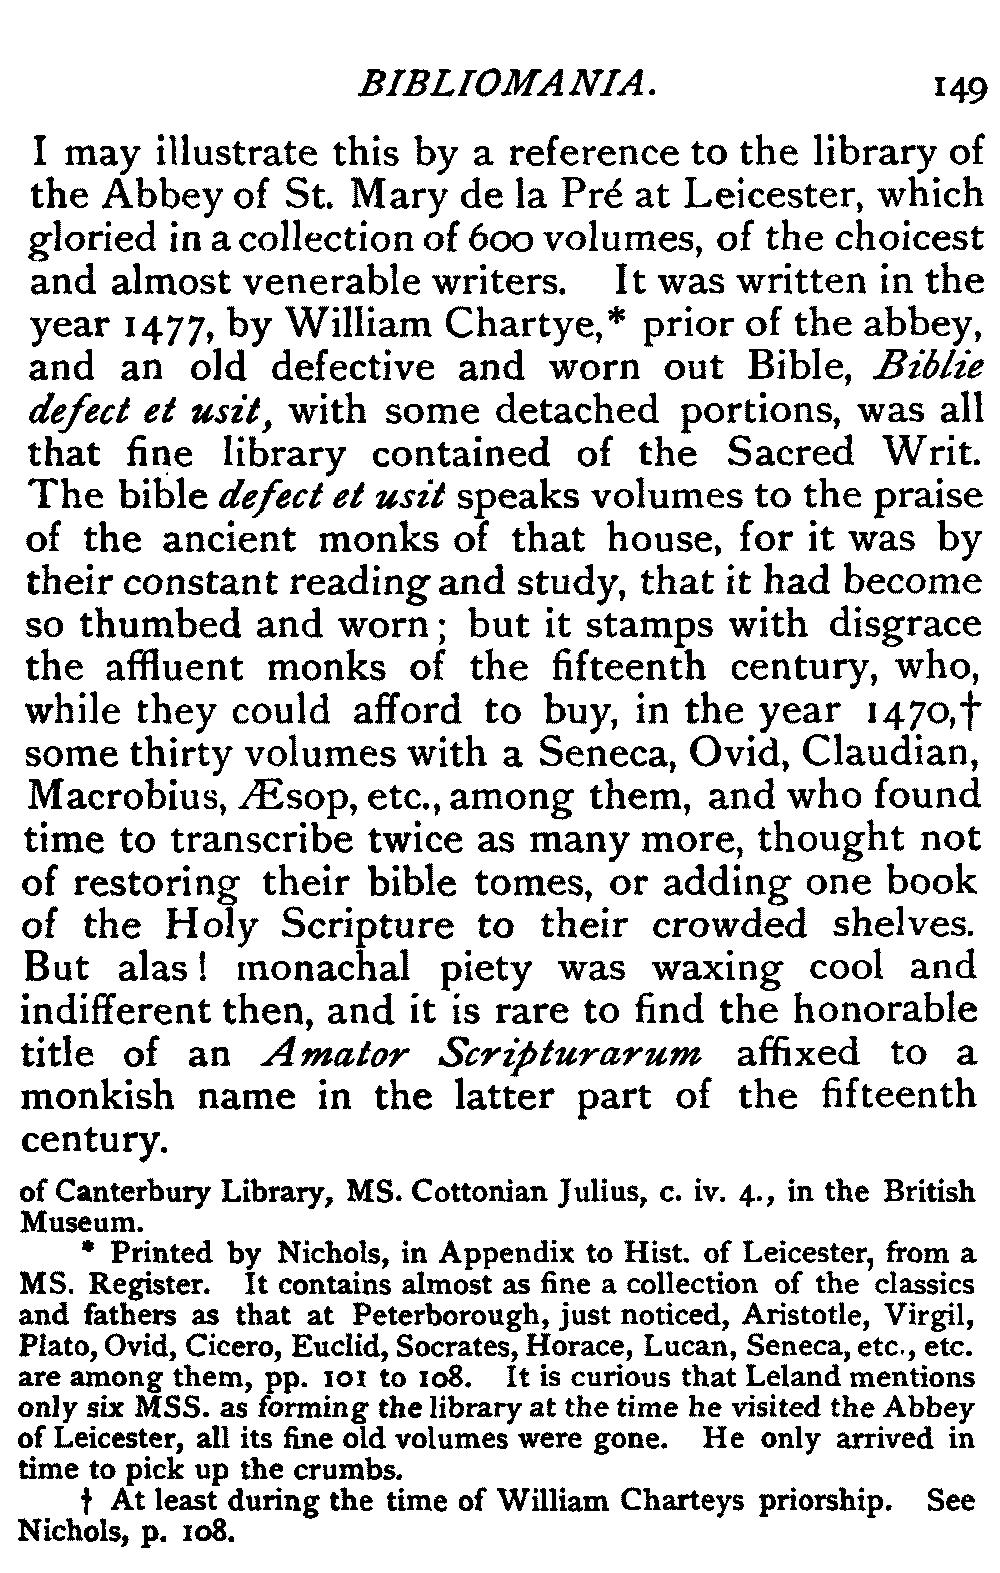 BIBLIOMANIA. 149
I may illustrate this by a reference to the library of
the Abbey of St. Mary de la Pré at Leicester, which
gloried in a collection of 600 volumes, of the choicest
and almost venerable writers. It was written in the
year 1477, by William Chartye,* prior of the abbey,
and an old defective and worn out Bible, Biblie
defect et usit, with some detached portions, was all
that fine library contained of the Sacred Writ.
The bible defect et usit speaks volumes to the praise
of the ancient monks of that house, for it was by
their constant reading and study, that it had become
so thumbed and worn; but it stamps with disgrace
the affluent monks of the fifteenth century, who,
while they could afford to buy, in the year 1470,†
some thirty volumes with a Seneca, Ovid, Claudian,
Macrobius, Æsop, etc., among them, and who found
time to transcribe twice as many more, thought not
of restoring their bible tomes, or adding one book
of the Holy Scripture to their crowded shelves.
But alas! monachal piety was waxing cool and
indifferent then, and it is rare to find the honorable
title of an Amator Scripturarum affixed to a
monkish name in the latter part of the fifteenth
century.
of Canterbury Library, MS. Cottonian Julius, c. iv. 4., in the British
Museum.
* Printed by Nichols, in Appendix to Hist. of Leicester, from a
MS. Register. It contains almost as fine a collection of the classics
and fathers as that at Peterborough, just noticed, Aristotle, Virgil,
Plato, Ovid, Cicero, Euclid, Socrates, Horace, Lucan, Seneca, etc., etc.
are among them, pp. 101 to 108. It is curious that Leland mentions
only six MSS. as forming the library at the time he visited the Abbey
of Leicester, all its fine old volumes were gone. He only arrived in
time to pick up the crumbs.
† At least during the time of William Charteys priorship. See
Nichols, p. 108.